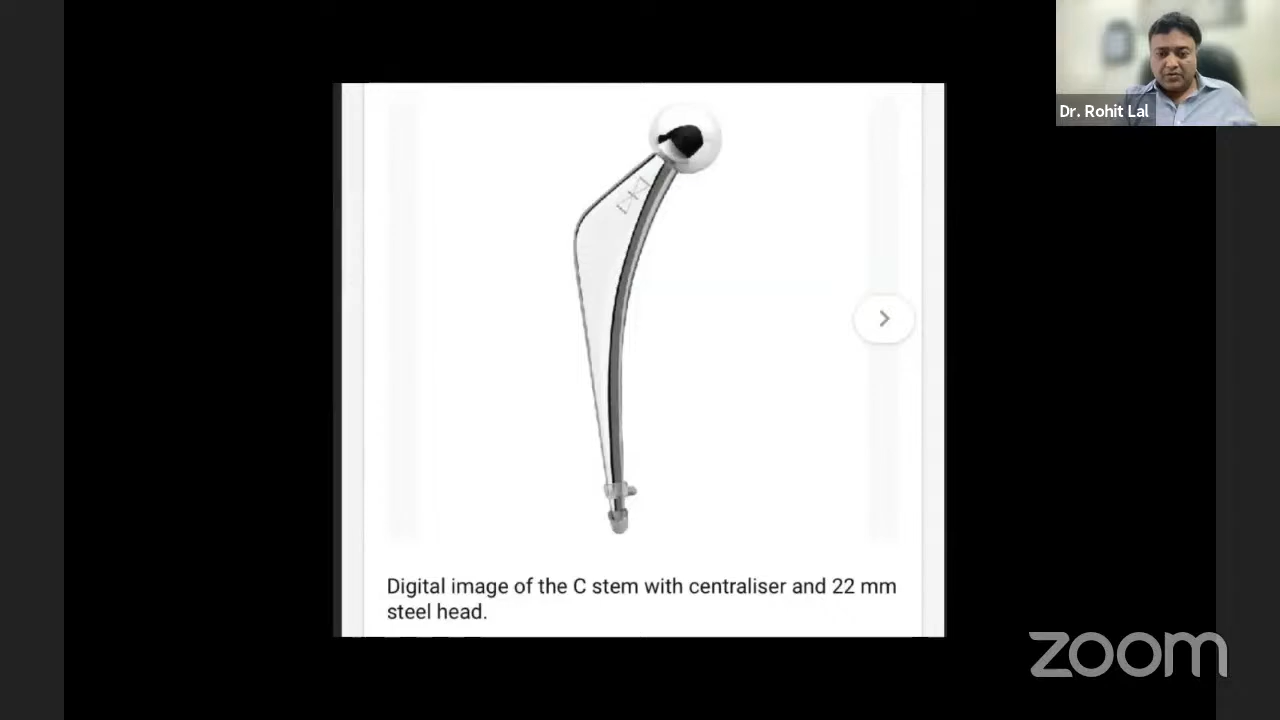 Dr. Rohit Lal
Digital image of the C stem with centraliser and 22 mm
steel head.
zoom